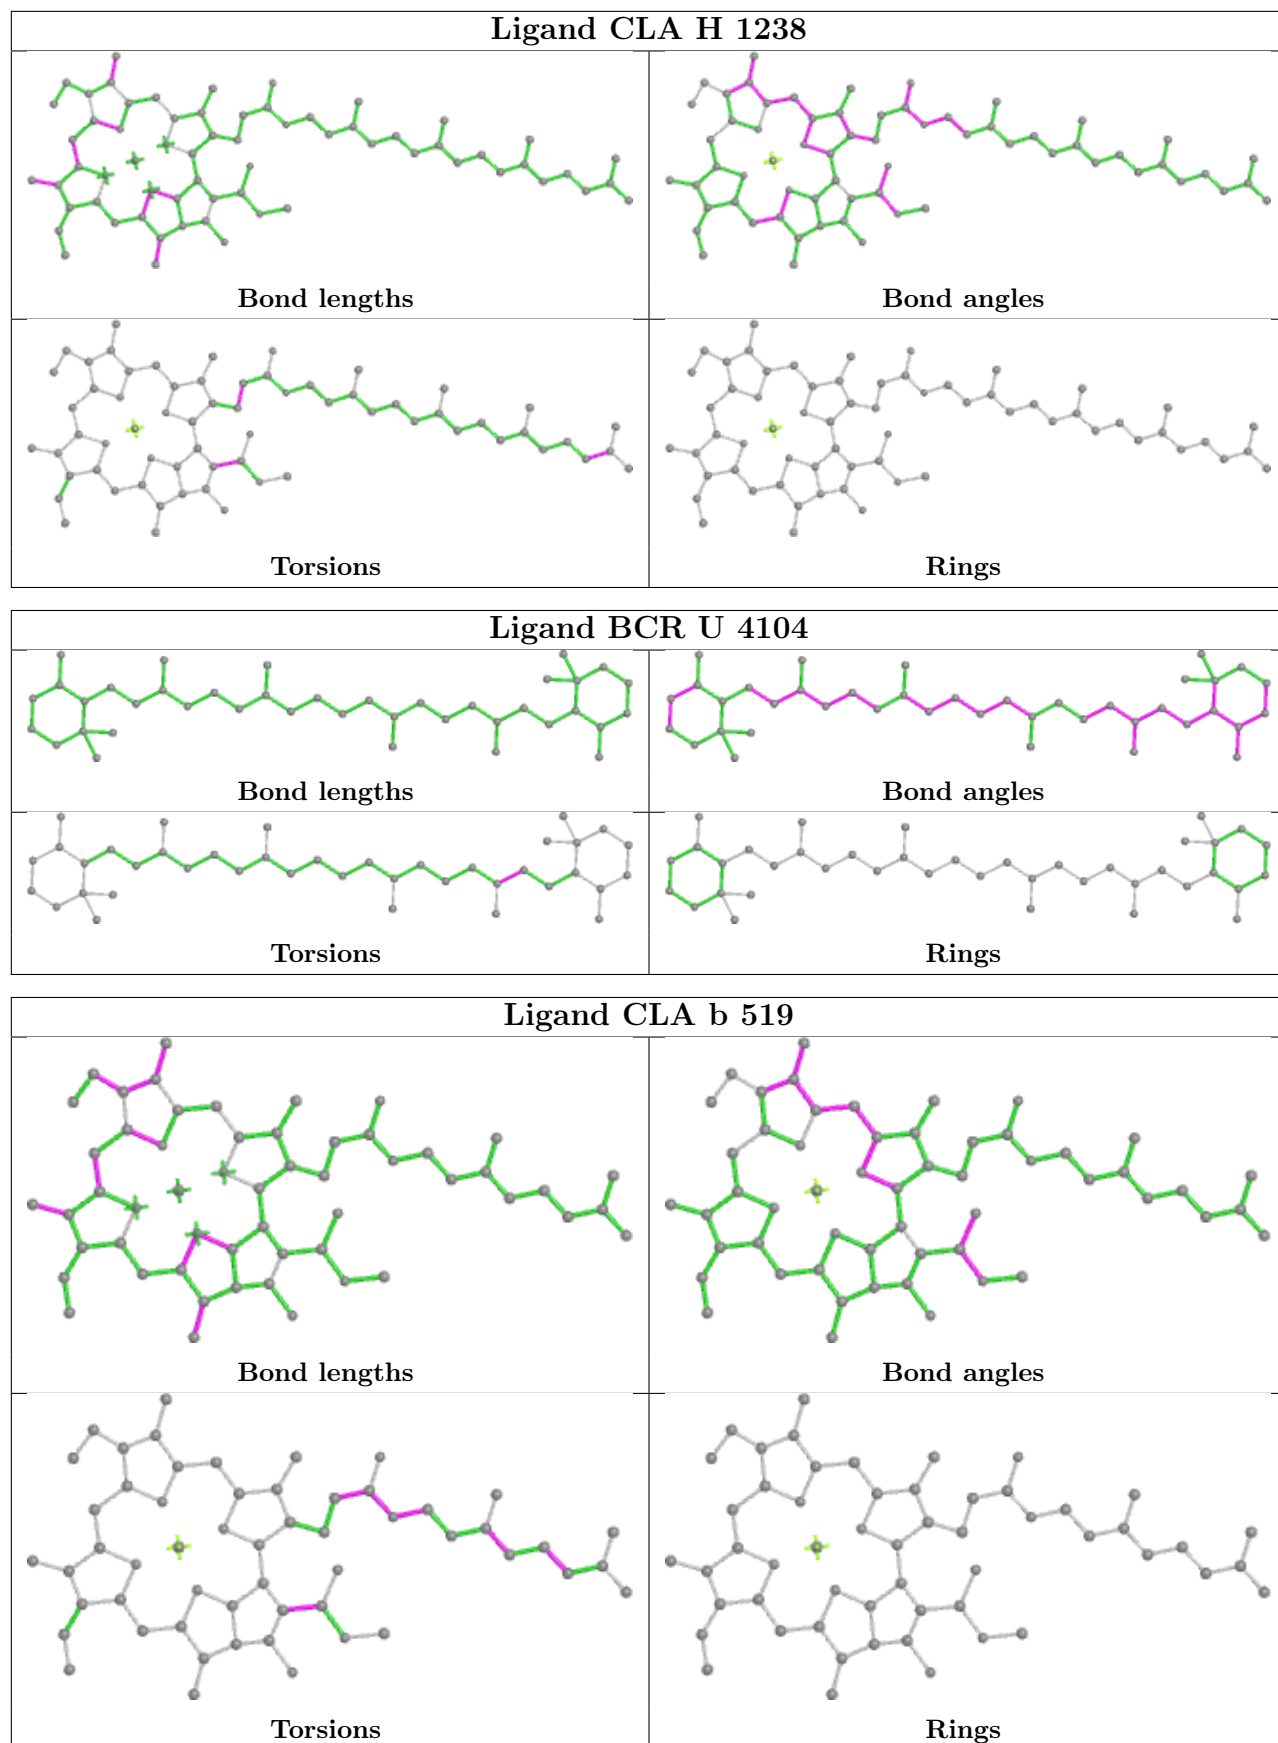 Ligand CLA H 1238
Bond lengths
Bond angles
Torsions
Rings
Ligand BCR U 4104
Bond lengths
Bond angles
Torsions
Rings
Ligand CLA b 519
Bond lengths
Bond angles
Torsions
Rings